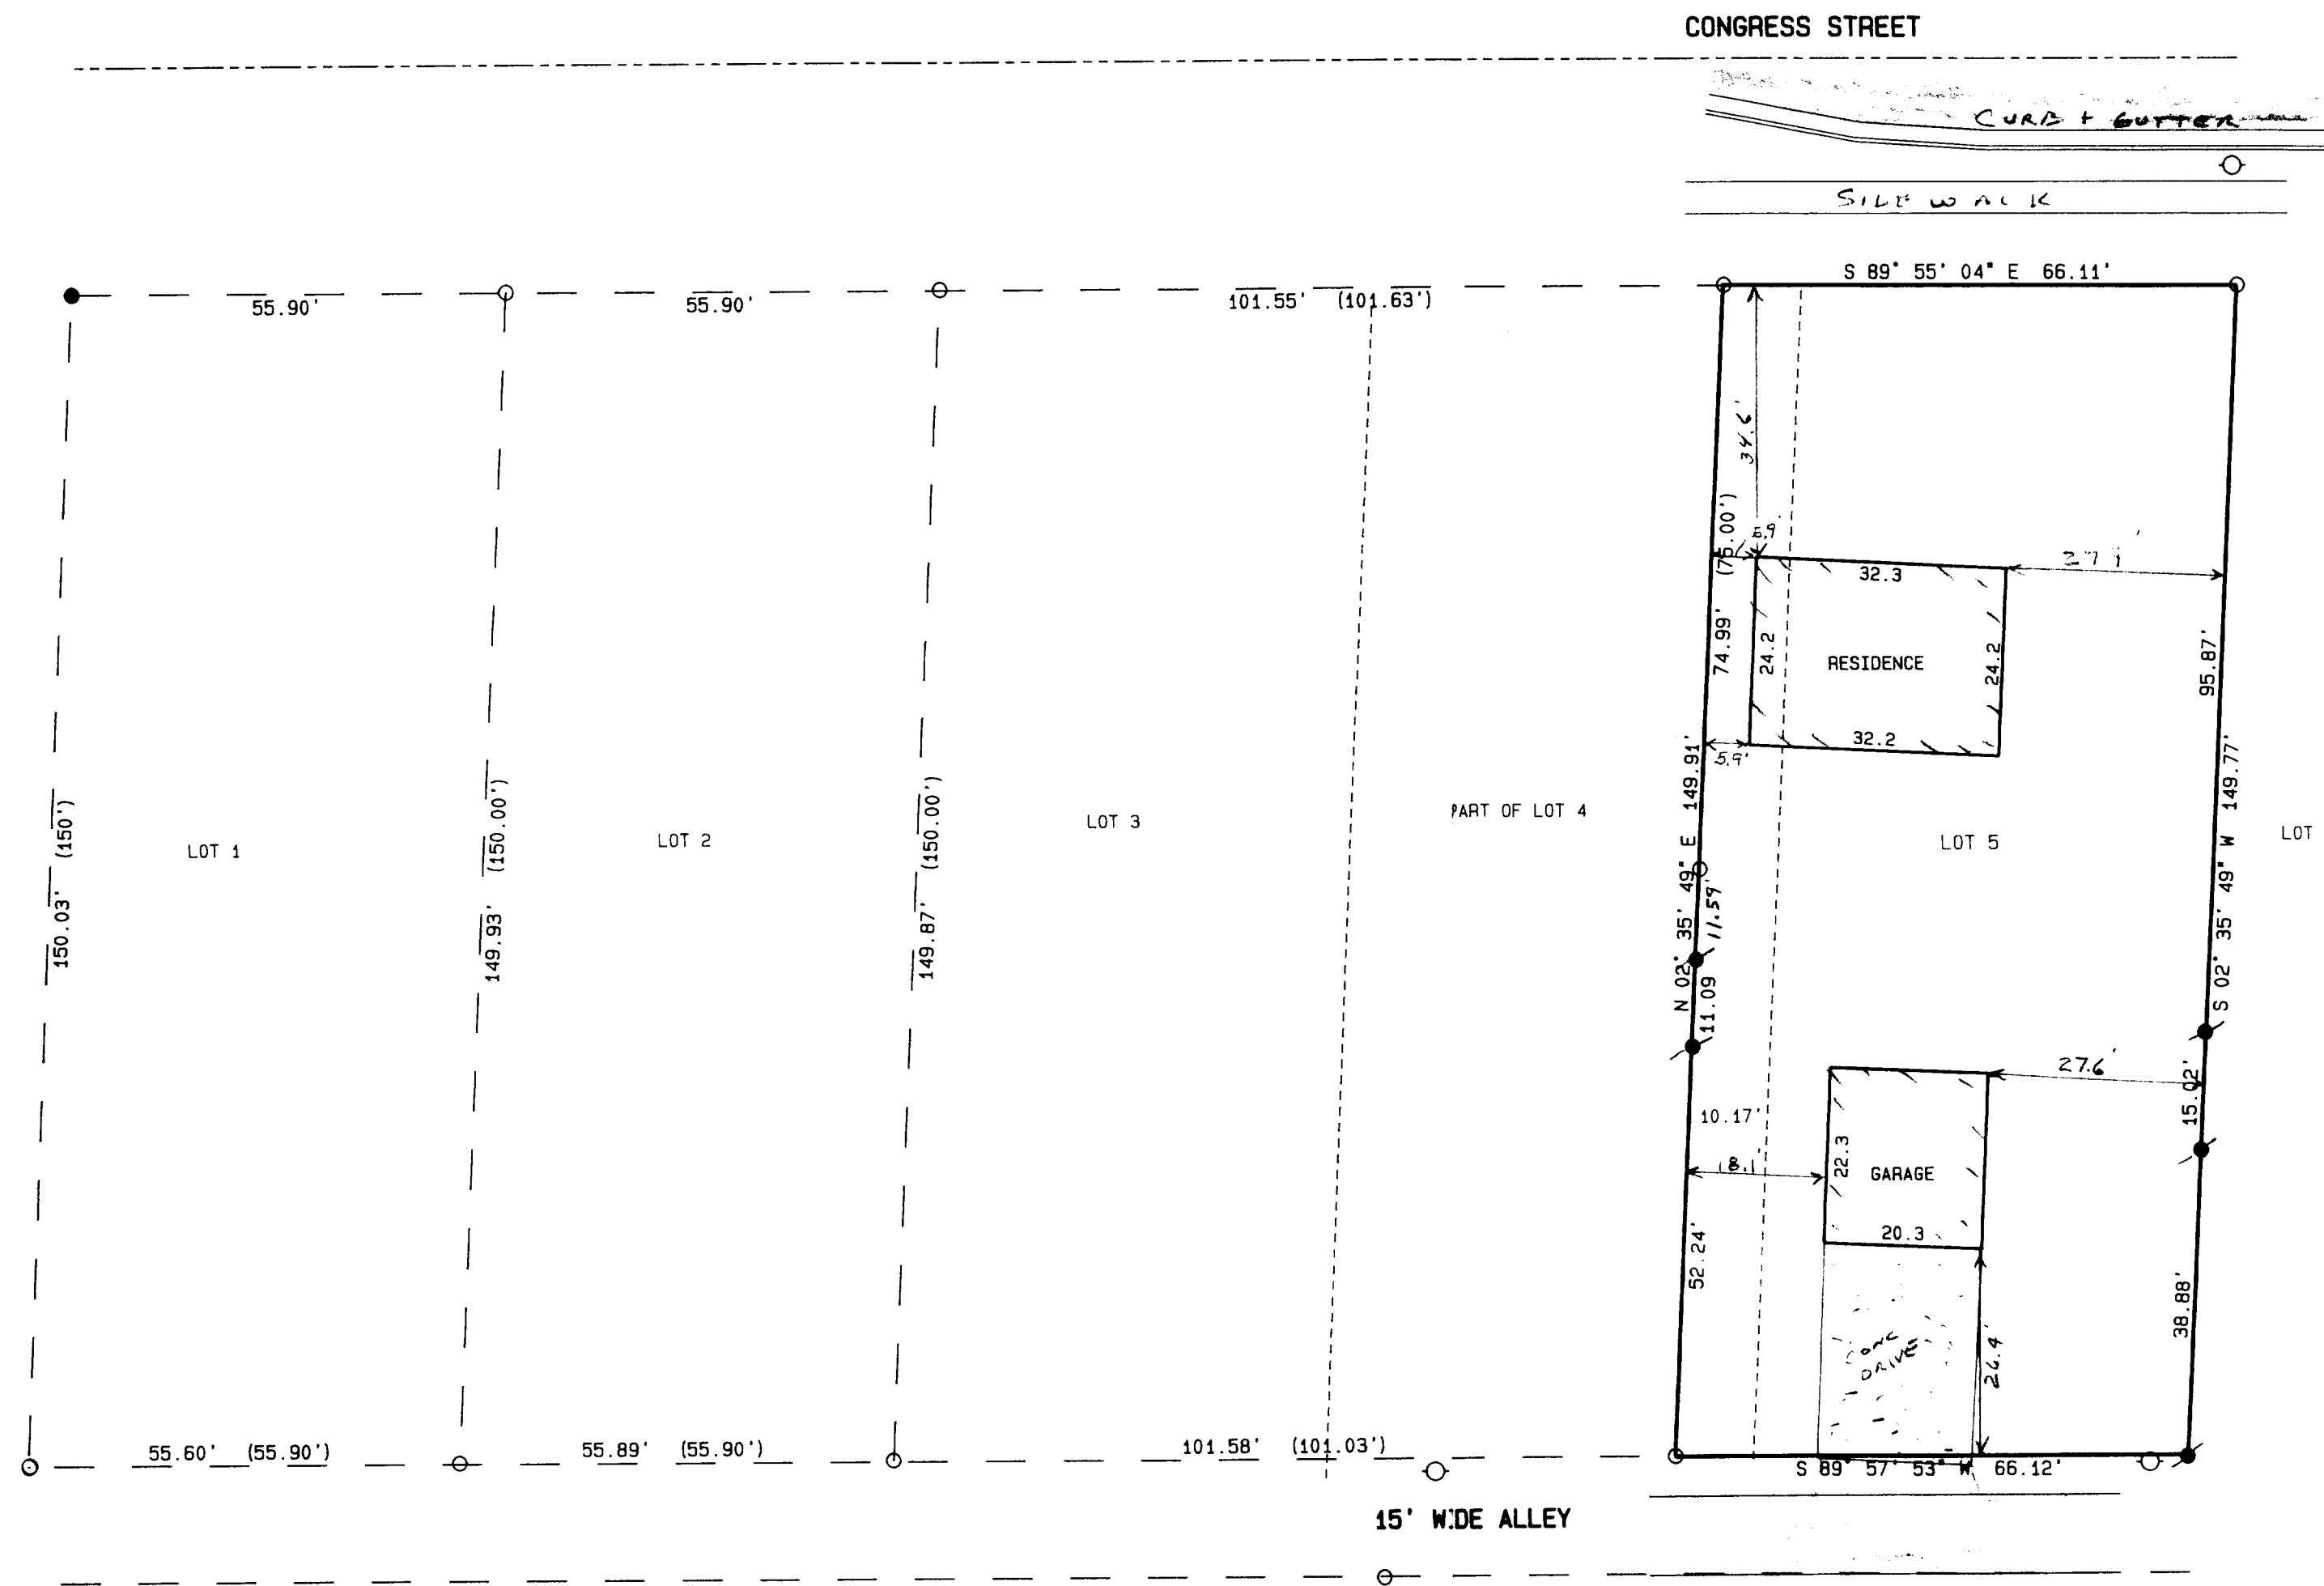 CONGRESS STREET
CURB + GUTTER
SIDEWALK
S 89° 55' 04" E 66.11'
55.90'
55.90'
101.55' (101.63')
34.6'
(75.00')
32.3
74.99'
24.2
RESIDENCE
24.2
95.87'
32.2
5.9'
150.03' (150')
149.93' (150.00')
149.87' (150.00')
N 02° 35' 49" E 149.91'
S 02° 35' 49" W 149.77'
LOT 1
LOT 2
LOT 3
PART OF LOT 4
LOT 5
LOT
11.59'
11.09
27.6'
15.02'
10.17'
18.1'
22.3
GARAGE
20.3
52.24'
38.88'
CONC
DRIVE
26.4
55.60' (55.90')
55.89' (55.90')
101.58' (101.03')
S 89° 57' 53" W 66.12'
15' WIDE ALLEY